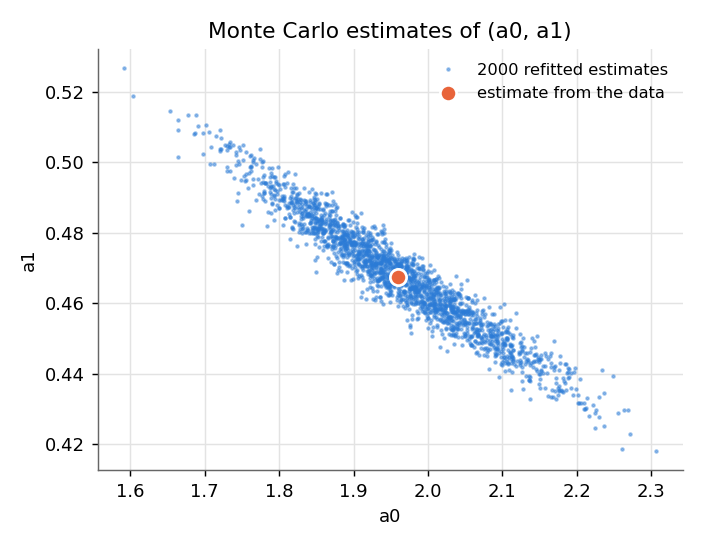 Monte Carlo estimates of (a0, a1)
2000 refitted estimates
estimate from the data
a1
0.52
0.50
0.48
0.46
0.44
0.42
1.6 1.7 1.8 1.9 2.0 2.1 2.2 2.3
a0